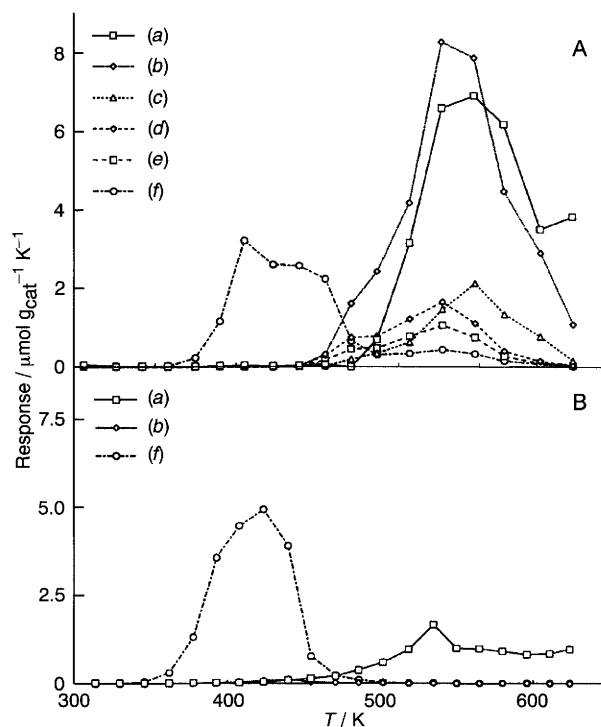 A
(a)
(b)
(c)
(d)
(e)
(f)
8
6
4
2
0
Response / μmol g_cat⁻¹ K⁻¹
B
(a)
(b)
(f)
7.5
5.0
2.5
0
300 400 500 600
T / K